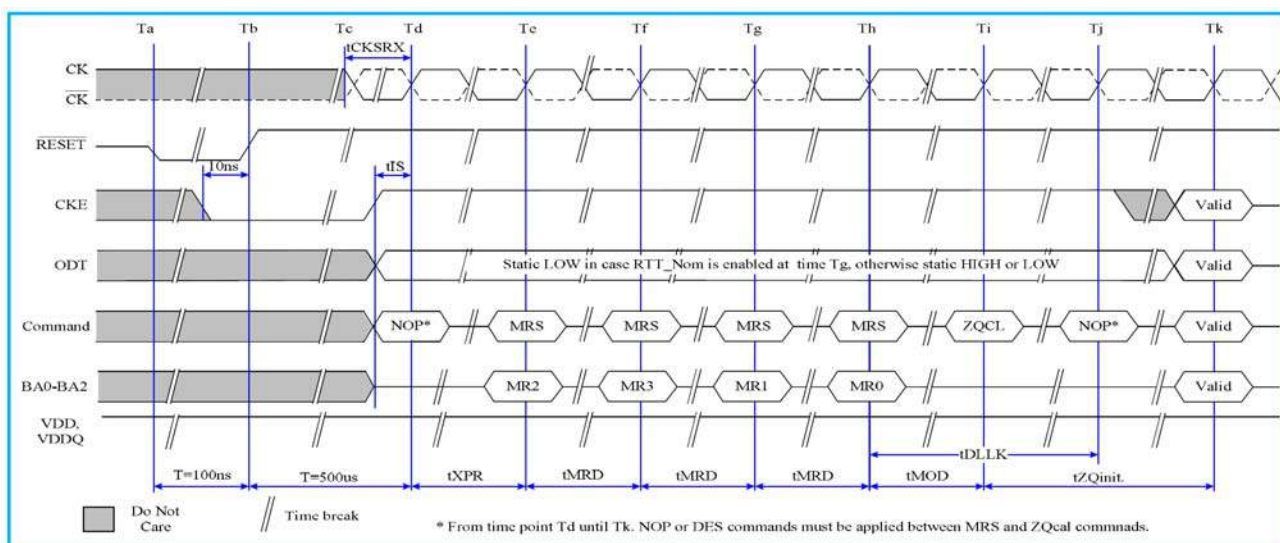 Ta Tb Tc Td Te Tf Tg Th Ti Tj Tk
tCKSRX
CK
CK
RESET
10ns
tIS
CKE
Valid
ODT
Static LOW in case RTT_Nom is enabled at time Tg, otherwise static HIGH or LOW
Valid
Command
NOP* MRS MRS MRS MRS ZQCL NOP* Valid
BA0-BA2
MR2 MR3 MR1 MR0 Valid
VDD,
VDDQ
tDLLK
T=100ns T=500us tXPR tMRD tMRD tMRD tMOD tZQinit.
Do Not
Care
Time break
* From time point Td until Tk. NOP or DES commands must be applied between MRS and ZQcal commnads.